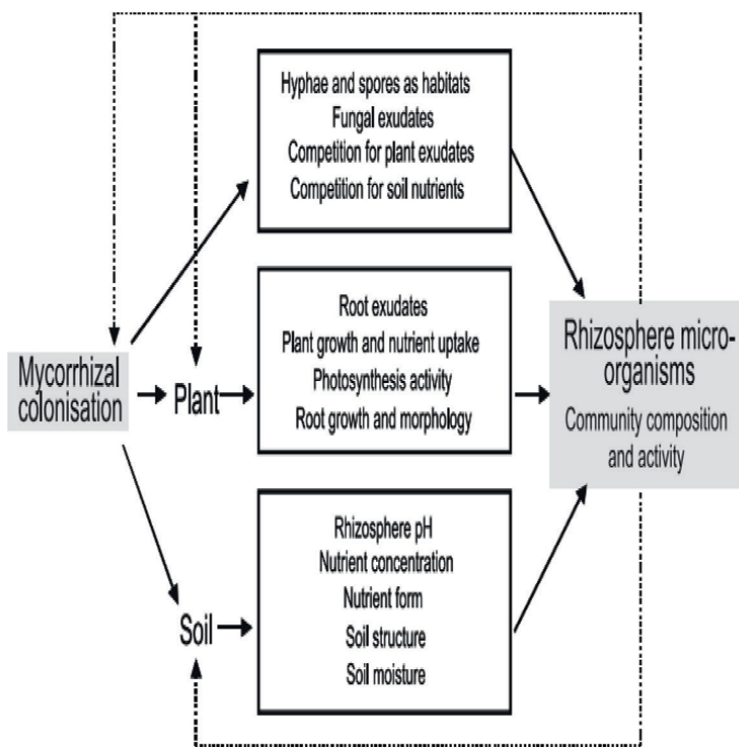 Hyphae and spores as habitats
Fungal exudates
Competition for plant exudates
Competition for soil nutrients
Mycorrhizal
colonisation
Plant
Root exudates
Plant growth and nutrient uptake
Photosynthesis activity
Root growth and morphology
Rhizosphere micro-
organisms
Community composition
and activity
Soil
Rhizosphere pH
Nutrient concentration
Nutrient form
Soil structure
Soil moisture